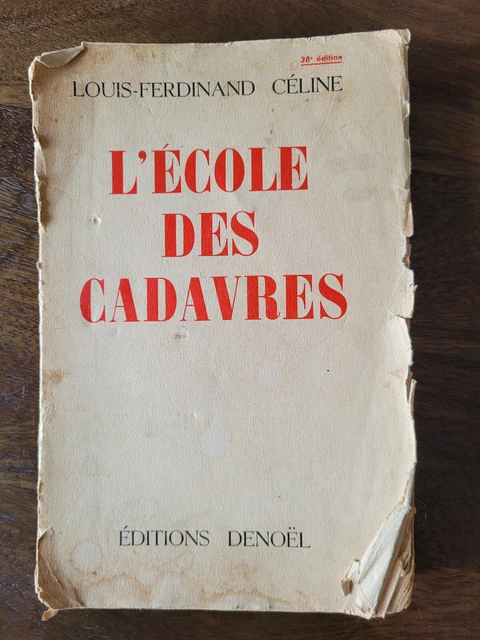 38e édition
LOUIS-FERDINAND CÉLINE
L'ÉCOLE
DES
CADAVRES
ÉDITIONS DENOËL